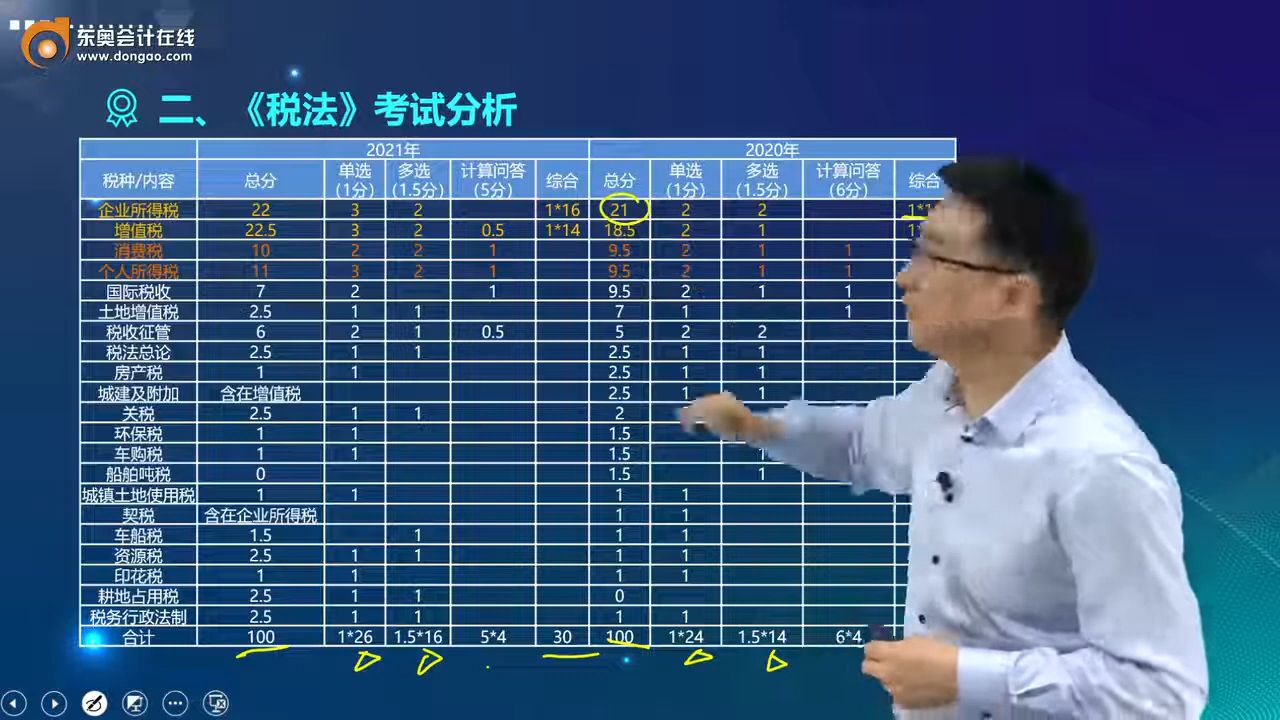 东奥会计在线
www.dongao.com
二、《税法》考试分析
2021年 2020年
税种/内容 总分 单选(1分) 多选(1.5分) 计算问答(5分) 综合 总分 单选(1分) 多选(1.5分) 计算问答(6分) 综合
企业所得税 22 3 2 1*16 21 2 2
增值税 22.5 3 2 0.5 1*14 18.5 2 1
消费税 10 2 2 1 9.5 2 1 1
个人所得税 11 3 2 1 9.5 2 1 1
国际税收 7 2 1 9.5 2 1 1
土地增值税 2.5 1 1 7 1 1
税收征管 6 2 1 0.5 5 2 2
税法总论 2.5 1 1 2.5 1 1
房产税 1 1 2.5 1 1
城建及附加 含在增值税 2.5 1 1
关税 2.5 1 1 2
环保税 1 1 1.5
车购税 1 1 1.5 1
船舶吨税 0 1.5 1
城镇土地使用税 1 1 1 1
契税 含在企业所得税 1 1
车船税 1.5 1 1 1
资源税 2.5 1 1 1 1
印花税 1 1 1 1
耕地占用税 2.5 1 1 0
税务行政法制 2.5 1 1 1 1
合计 100 1*26 1.5*16 5*4 30 100 1*24 1.5*14 6*4